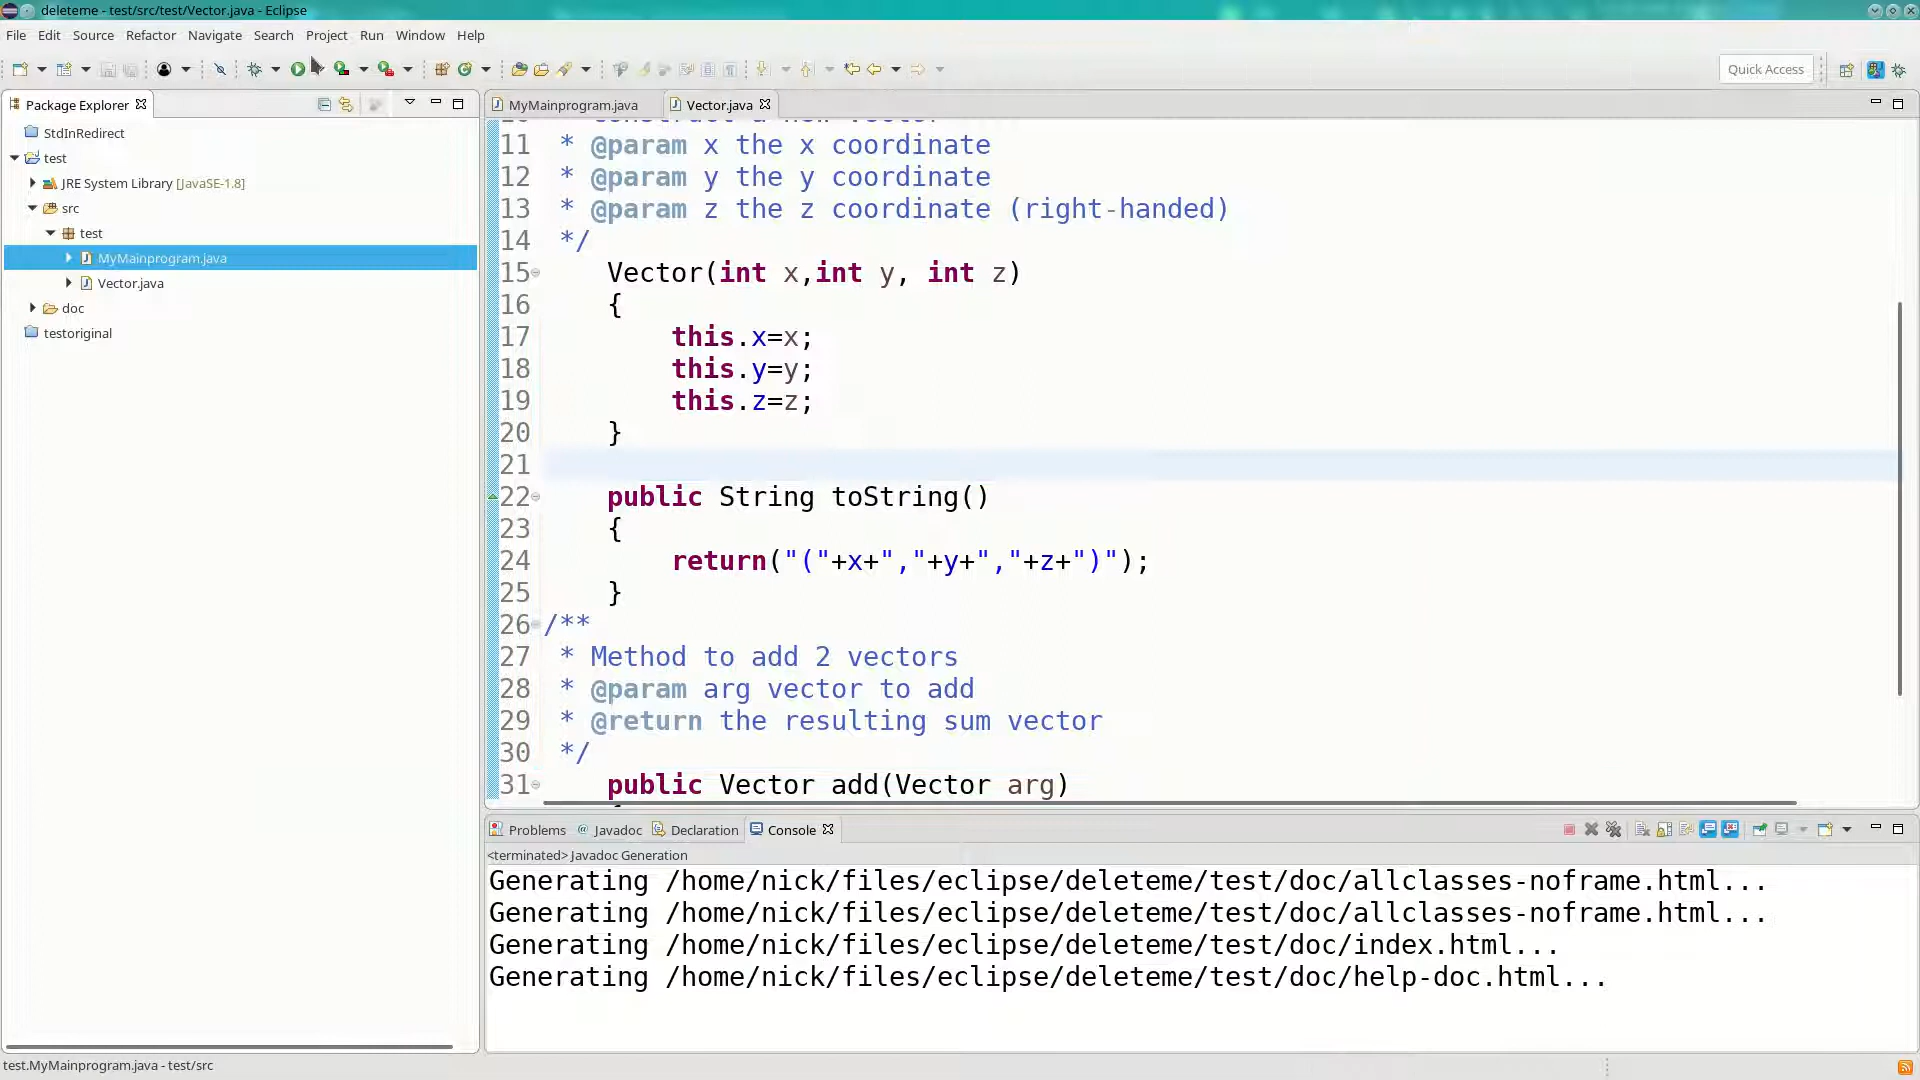 deleteme - test/src/test/Vector.java - Eclipse
File Edit Source Refactor Navigate Search Project Run Window Help
Quick Access
Package Explorer
StdInRedirect
test
JRE System Library [JavaSE-1.8]
src
test
MyMainprogram.java
Vector.java
doc
testoriginal
MyMainprogram.java Vector.java
11 * @param x the x coordinate
12 * @param y the y coordinate
13 * @param z the z coordinate (right-handed)
14 */
15 Vector(int x,int y, int z)
16 {
17 this.x=x;
18 this.y=y;
19 this.z=z;
20 }
21
22 public String toString()
23 {
24 return("("+x+","+y+","+z+")");
25 }
26 /**
27 * Method to add 2 vectors
28 * @param arg vector to add
29 * @return the resulting sum vector
30 */
31 public Vector add(Vector arg)
Problems @ Javadoc Declaration Console
<terminated> Javadoc Generation
Generating /home/nick/files/eclipse/deleteme/test/doc/allclasses-noframe.html...
Generating /home/nick/files/eclipse/deleteme/test/doc/allclasses-noframe.html...
Generating /home/nick/files/eclipse/deleteme/test/doc/index.html...
Generating /home/nick/files/eclipse/deleteme/test/doc/help-doc.html...
test.MyMainprogram.java - test/src